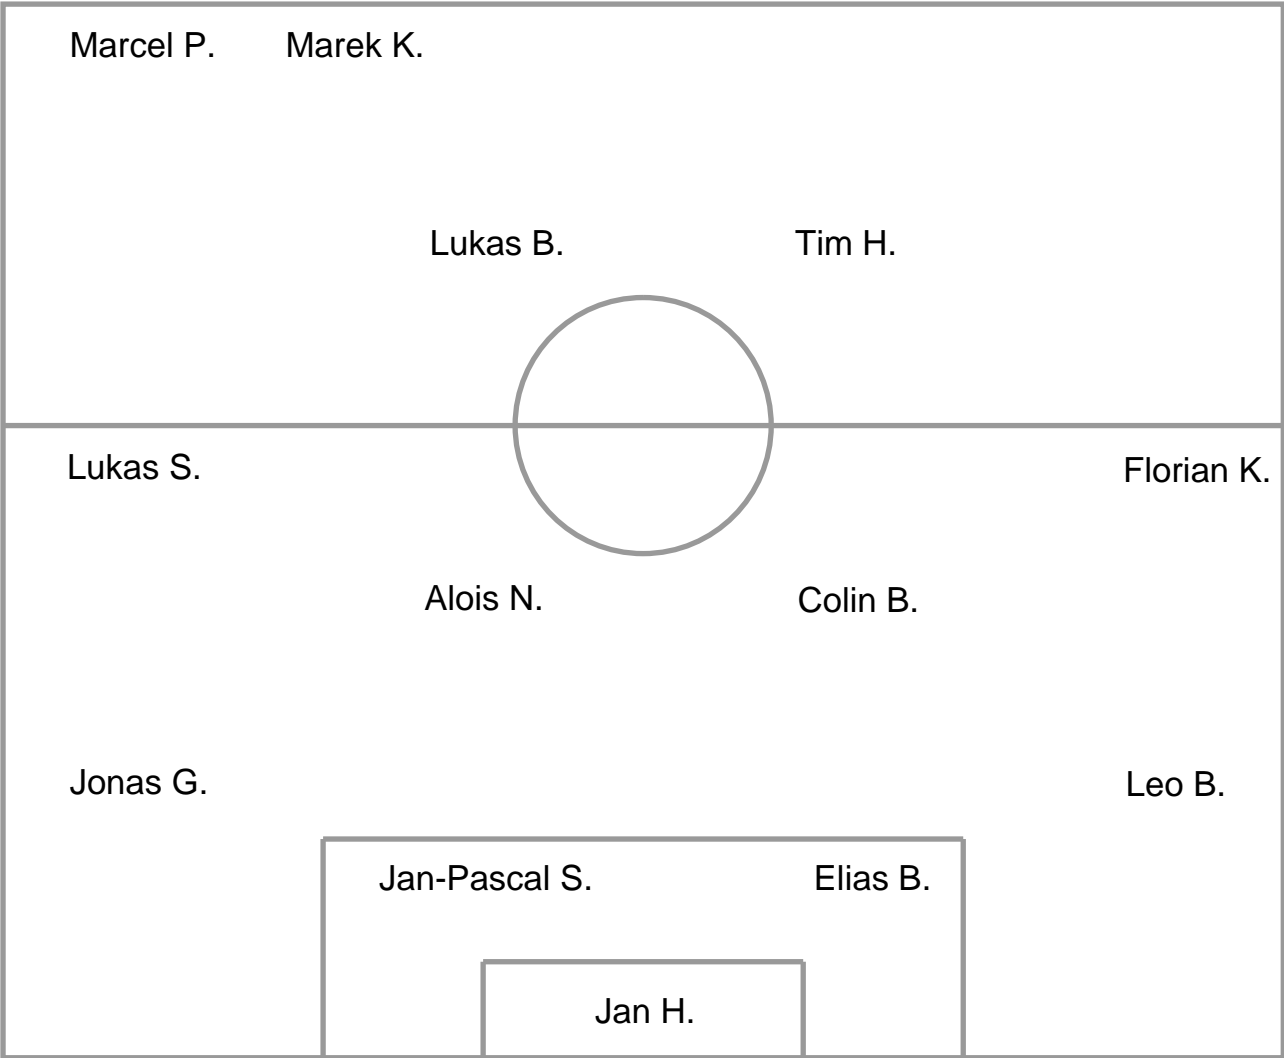 Marcel P. Marek K.
Lukas B. Tim H.
Lukas S. Florian K.
Alois N. Colin B.
Jonas G. Leo B.
Jan-Pascal S. Elias B.
Jan H.